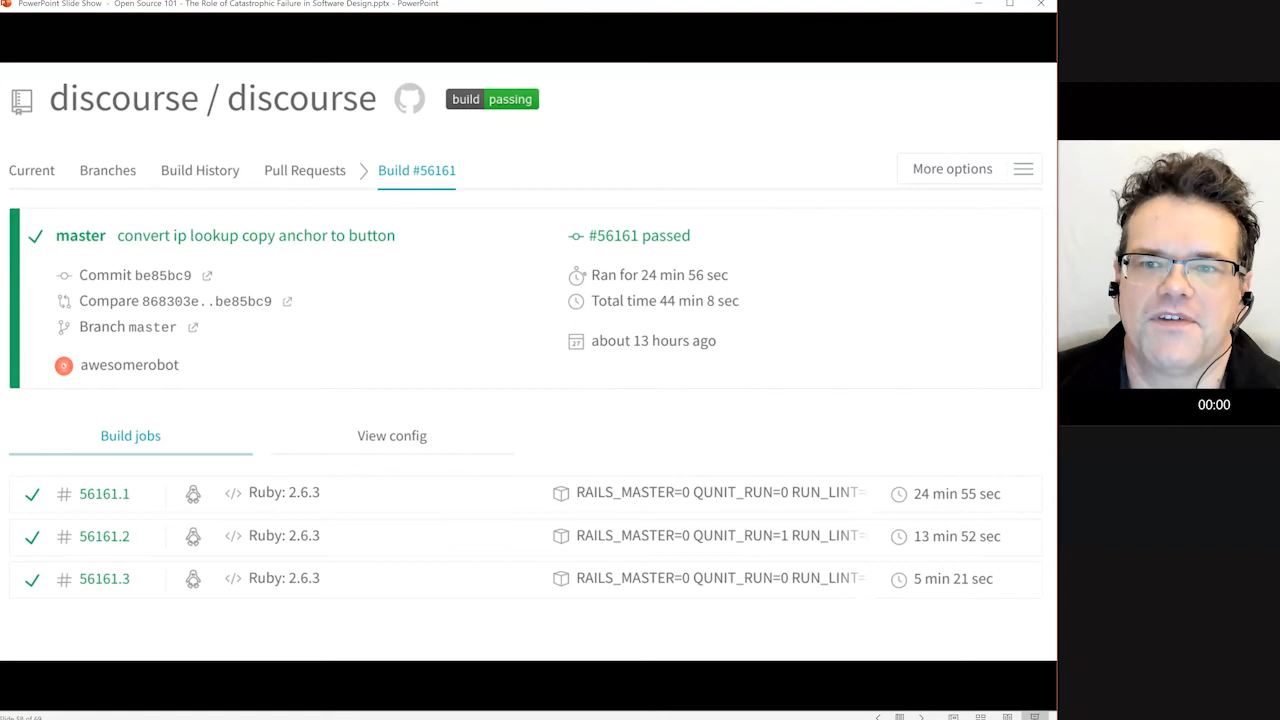 PowerPoint Slide Show - Open Source 101 - The Role of Catastrophic Failure in Software Design.pptx - PowerPoint
discourse / discourse build passing
Current Branches Build History Pull Requests Build #56161 More options
master convert ip lookup copy anchor to button #56161 passed
Commit be85bc9 Ran for 24 min 56 sec
Compare 868303e..be85bc9 Total time 44 min 8 sec
Branch master
about 13 hours ago
27
awesomerobot
00:00
Build jobs View config
# 56161.1 </> Ruby: 2.6.3 RAILS_MASTER=0 QUNIT_RUN=0 RUN_LINT= 24 min 55 sec
# 56161.2 </> Ruby: 2.6.3 RAILS_MASTER=0 QUNIT_RUN=1 RUN_LINT= 13 min 52 sec
# 56161.3 </> Ruby: 2.6.3 RAILS_MASTER=0 QUNIT_RUN=0 RUN_LINT= 5 min 21 sec
Slide 58 of 69